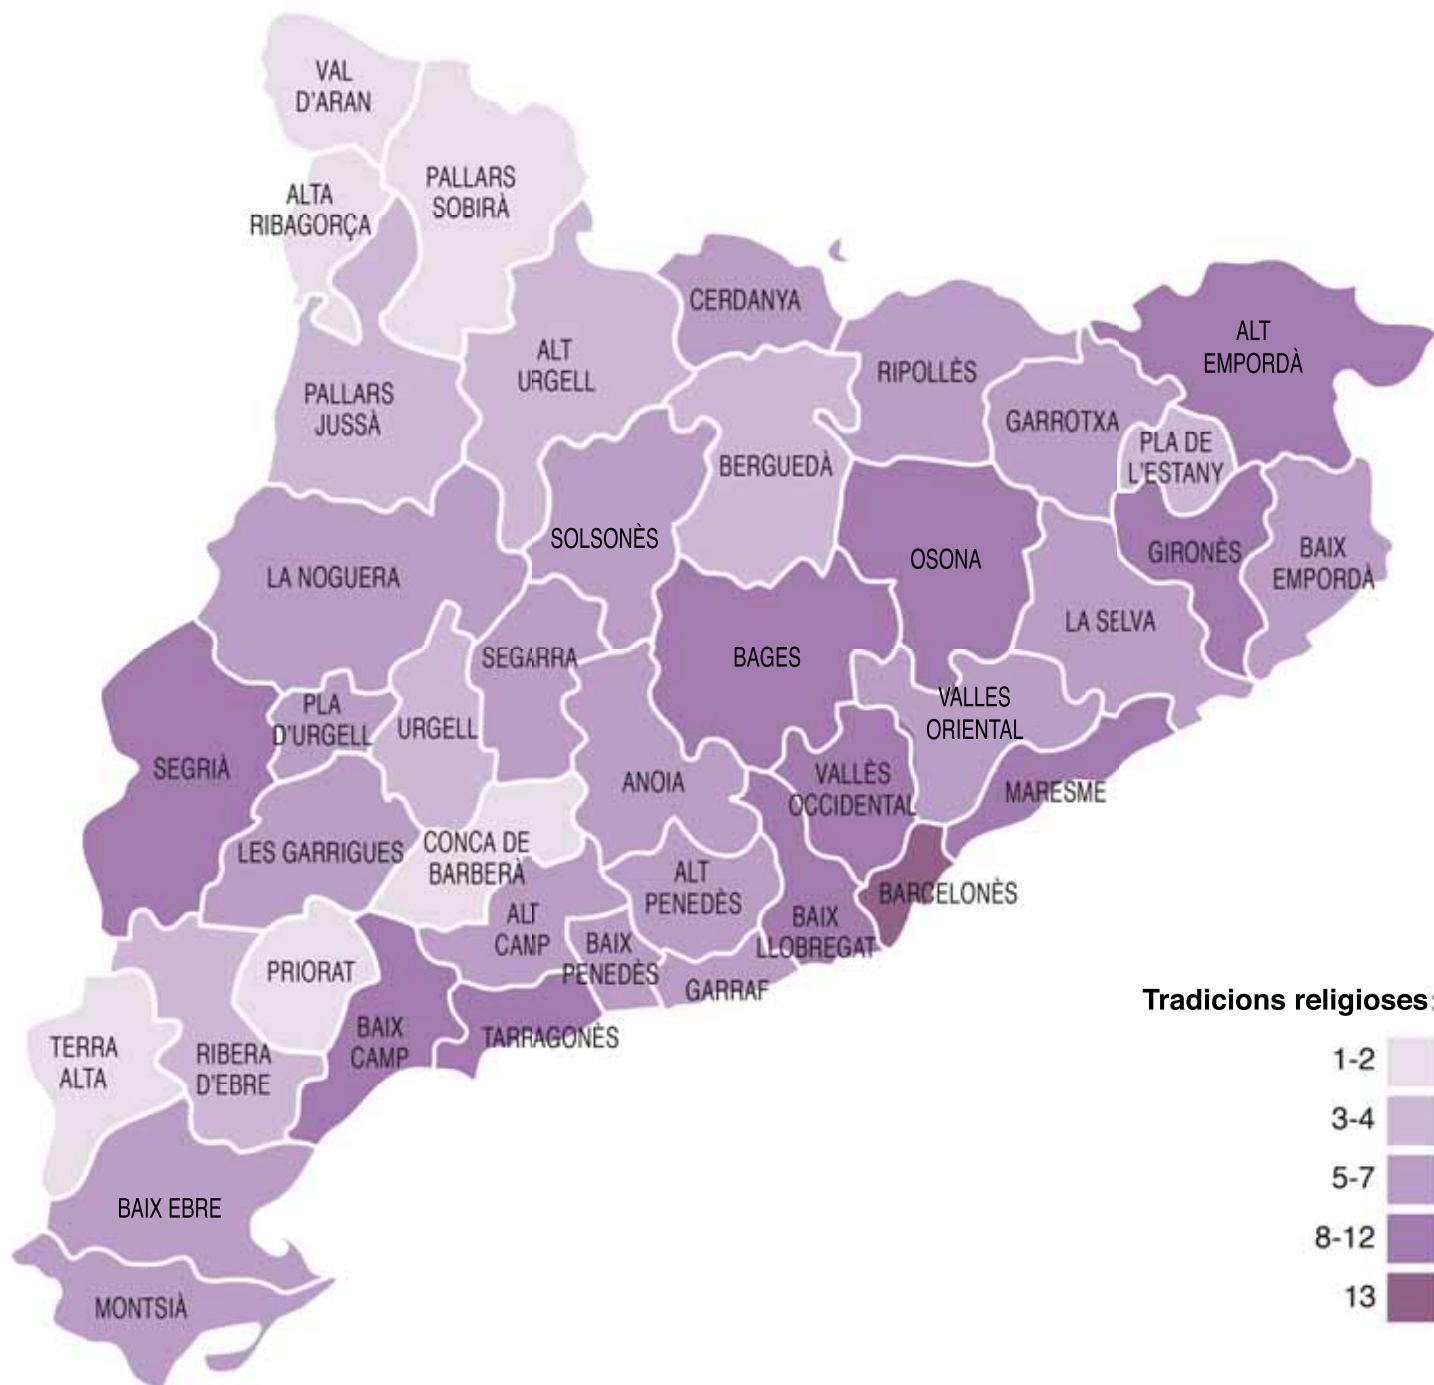 VAL
D'ARAN
PALLARS
SOBIRÀ
ALTA
RIBAGORÇA
CERDANYA
ALT
EMPORDÀ
ALT
URGELL
RIPOLLÈS
PALLARS
JUSSÀ
GARROTXA
PLA DE
L'ESTANY
BERGUEDÀ
SOLSONÈS
OSONA
GIRONÈS
BAIX
EMPORDÀ
LA NOGUERA
LA SELVA
SEGARRA
BAGES
VALLES
ORIENTAL
PLA
D'URGELL
URGELL
SEGRIÀ
ANOIA
VALLÈS
OCCIDENTAL
MARESME
LES GARRIGUES
CONCA DE
BARBERÀ
ALT
PENEDÈS
BARCELONÈS
ALT
CAMP
BAIX
PENEDÈS
BAIX
LLOBREGAT
PRIORAT
GARRAF
TERRA
ALTA
RIBERA
D'EBRE
BAIX
CAMP
TARRAGONÈS
BAIX EBRE
MONTSIÀ
Tradicions religioses:
1-2
3-4
5-7
8-12
13